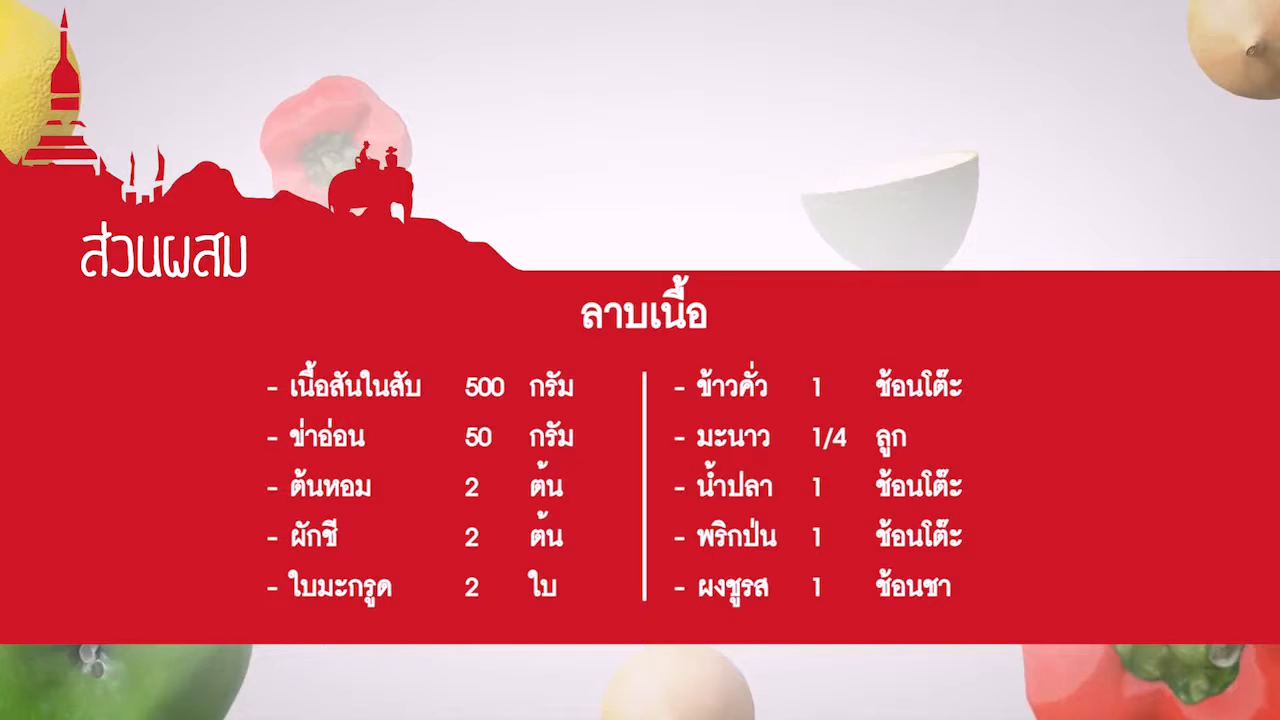 ส่วนผสม
ลาบเนื้อ
- เนื้อสันในสับ 500 กรัม
- ข่าอ่อน 50 กรัม
- ต้นหอม 2 ต้น
- ผักชี 2 ต้น
- ใบมะกรูด 2 ใบ
- ข้าวคั่ว 1 ช้อนโต๊ะ
- มะนาว 1/4 ลูก
- น้ำปลา 1 ช้อนโต๊ะ
- พริกป่น 1 ช้อนโต๊ะ
- ผงชูรส 1 ช้อนชา